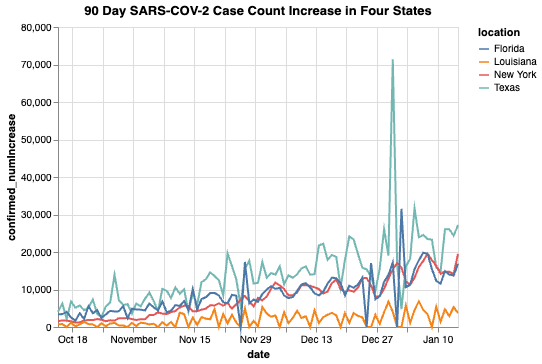 90 Day SARS-COV-2 Case Count Increase in Four States
location
Florida
Louisiana
New York
Texas
confirmed_numIncrease
80,000
70,000
60,000
50,000
40,000
30,000
20,000
10,000
0
Oct 18 November Nov 15 Nov 29 Dec 13 Dec 27 Jan 10
date